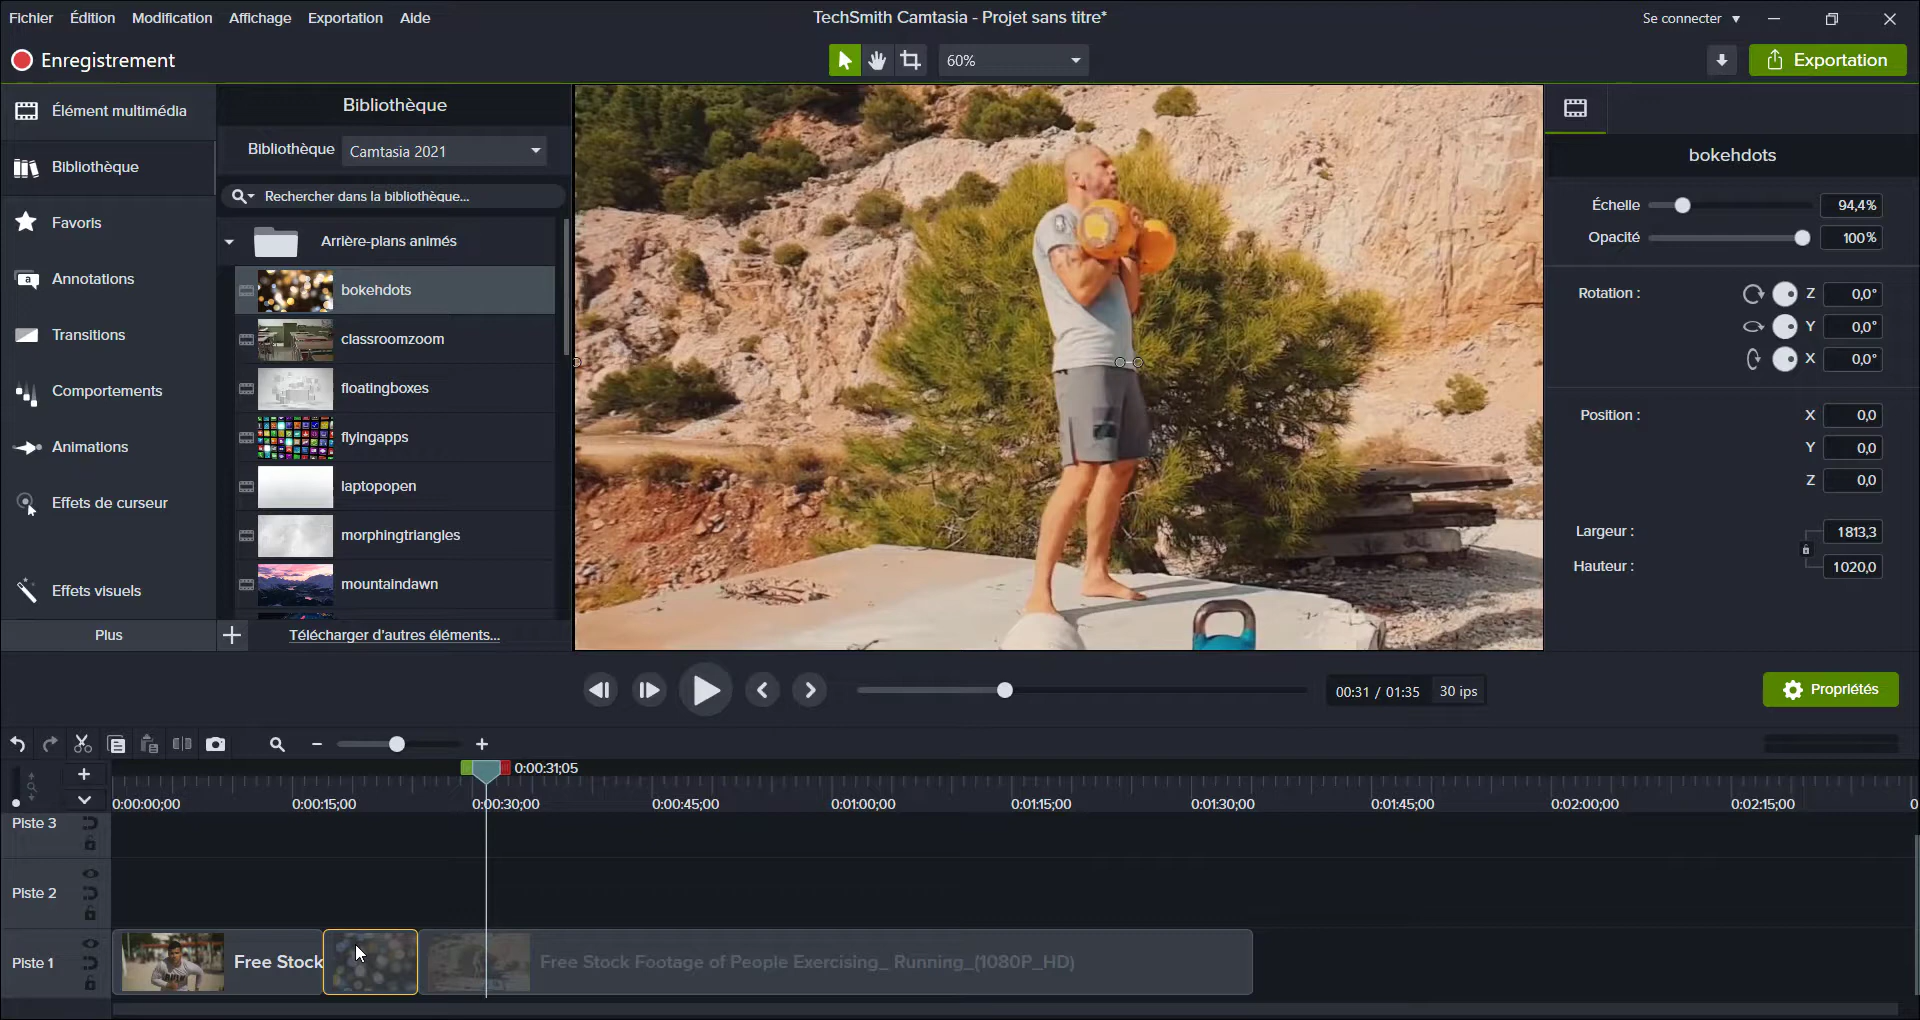 Fichier Édition Modification Affichage Exportation Aide
TechSmith Camtasia - Projet sans titre*
Se connecter
Enregistrement
60%
Exportation
Élément multimédia
Bibliothèque
Favoris
Annotations
Transitions
Comportements
Animations
Effets de curseur
Effets visuels
Plus
Bibliothèque
Bibliothèque Camtasia 2021
Rechercher dans la bibliothèque...
Arrière-plans animés
bokehdots
classroomzoom
floatingboxes
flyingapps
laptopopen
morphingtriangles
mountaindawn
Télécharger d'autres éléments...
bokehdots
Échelle 94,4%
Opacité 100%
Rotation : Z 0,0°
Y 0,0°
X 0,0°
Position : X 0,0
Y 0,0
Z 0,0
Largeur : 1813,3
Hauteur : 1020,0
00:31 / 01:35 30 ips
Propriétés
0:00:31;05
0:00:00;00 0:00:15;00 0:00:30;00 0:00:45;00 0:01:00;00 0:01:15;00 0:01:30;00 0:01:45;00 0:02:00;00 0:02:15;00 0
Piste 3
Piste 2
Piste 1
Free Stock
Free Stock Footage of People Exercising_ Running_(1080P_HD)